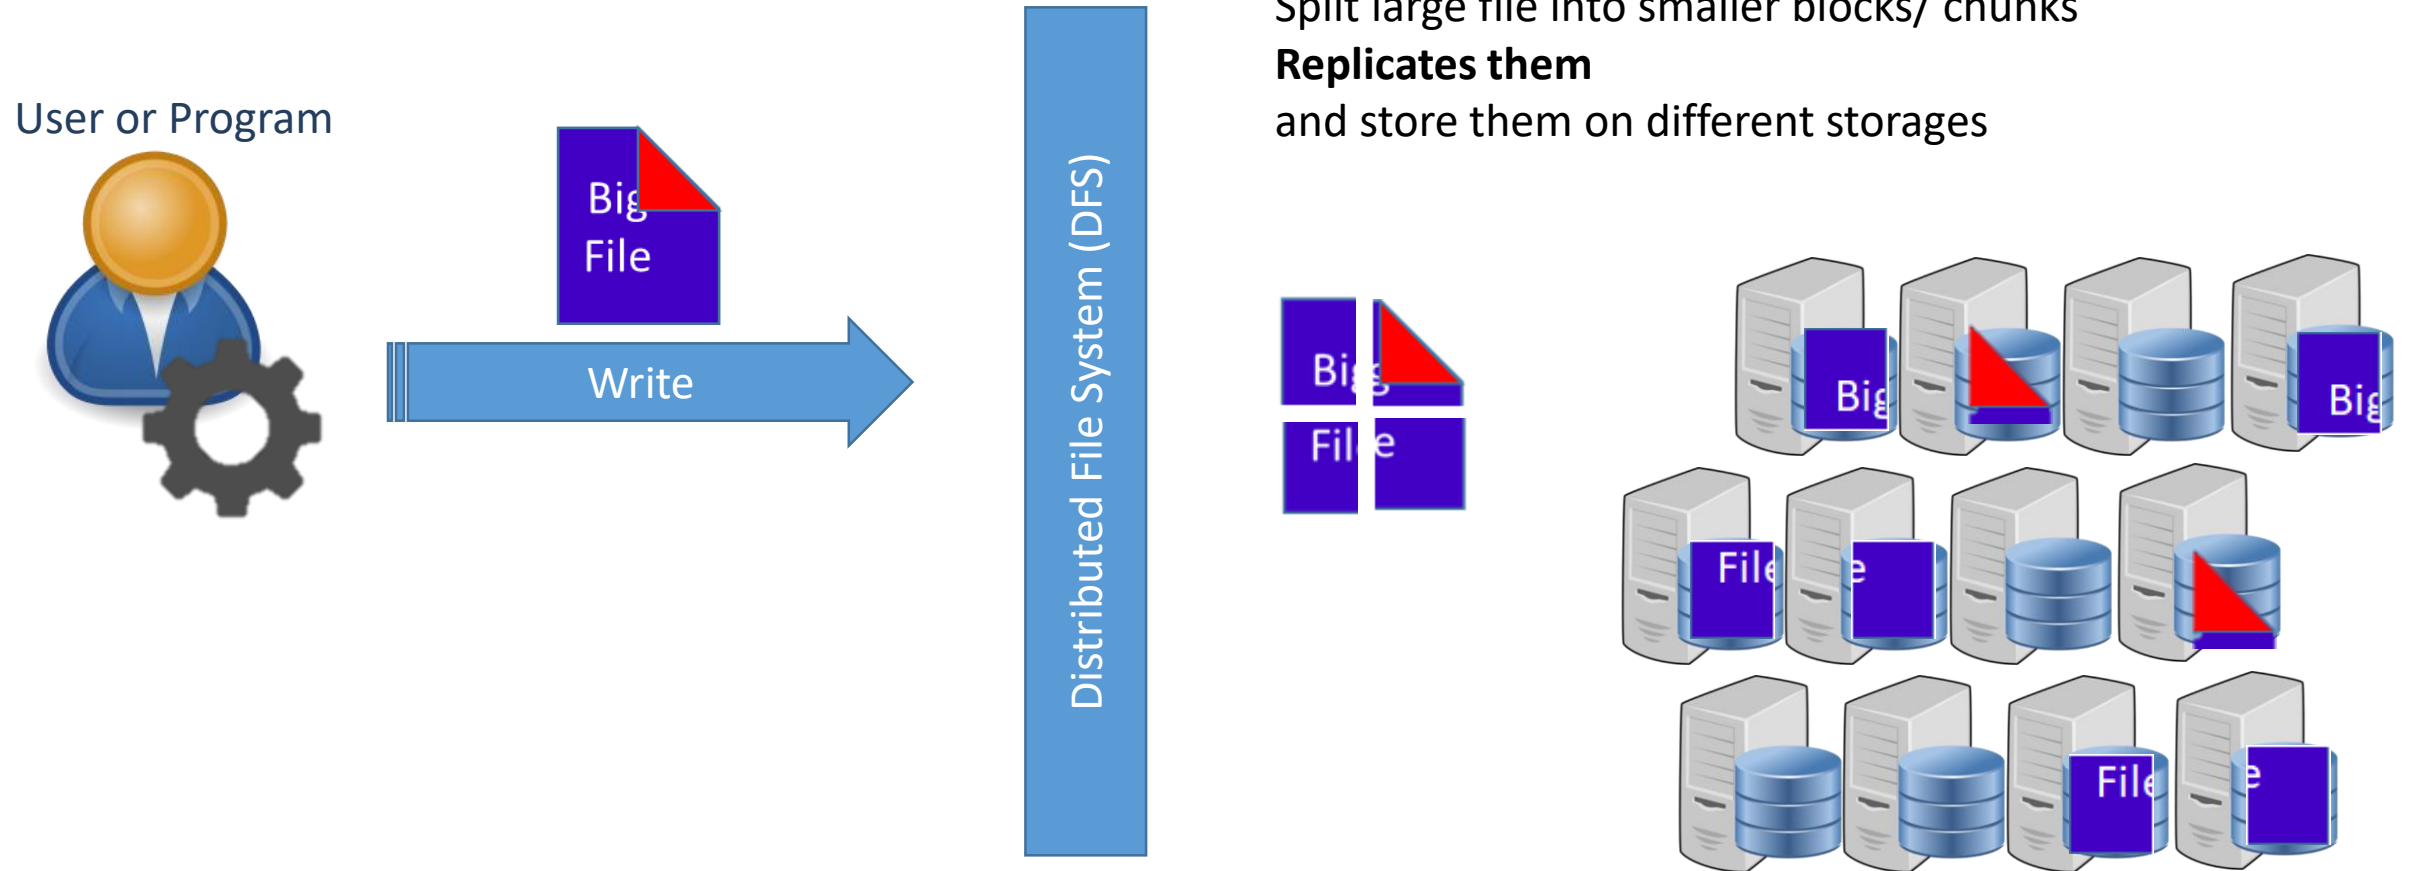 Split large file into smaller blocks/ chunks
Replicates them
and store them on different storages
User or Program
Big
File
Write
Distributed File System (DFS)
Big
File
Big
Big
File
e
File
e